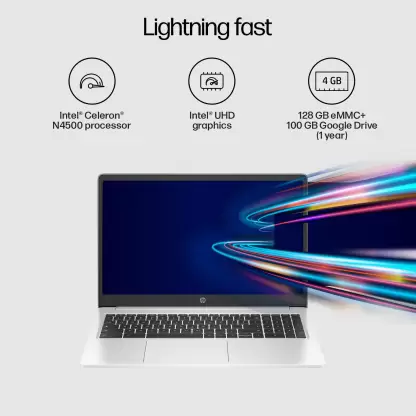 Lightning fast
4 GB
Intel® Celeron®
N4500 processor
Intel® UHD
graphics
128 GB eMMC+
100 GB Google Drive
(1 year)
hp